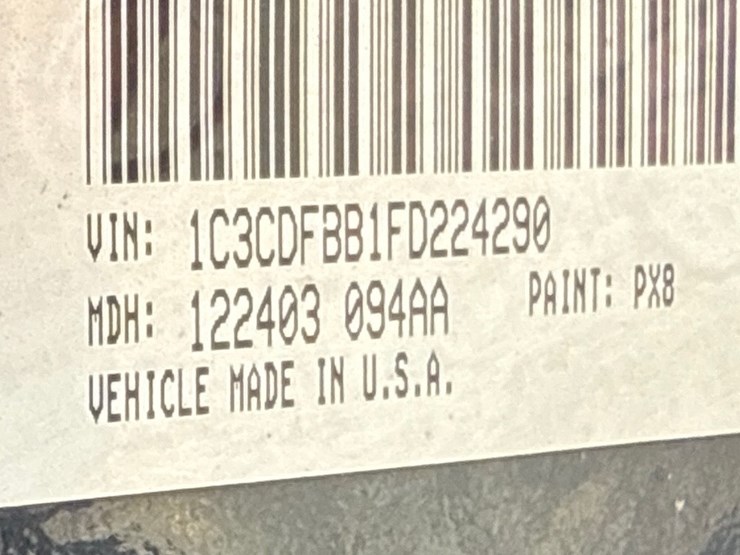 VIN: 1C3CDFBB1FD224290
MDH: 122403 094AA PAINT: PX8
VEHICLE MADE IN U.S.A.